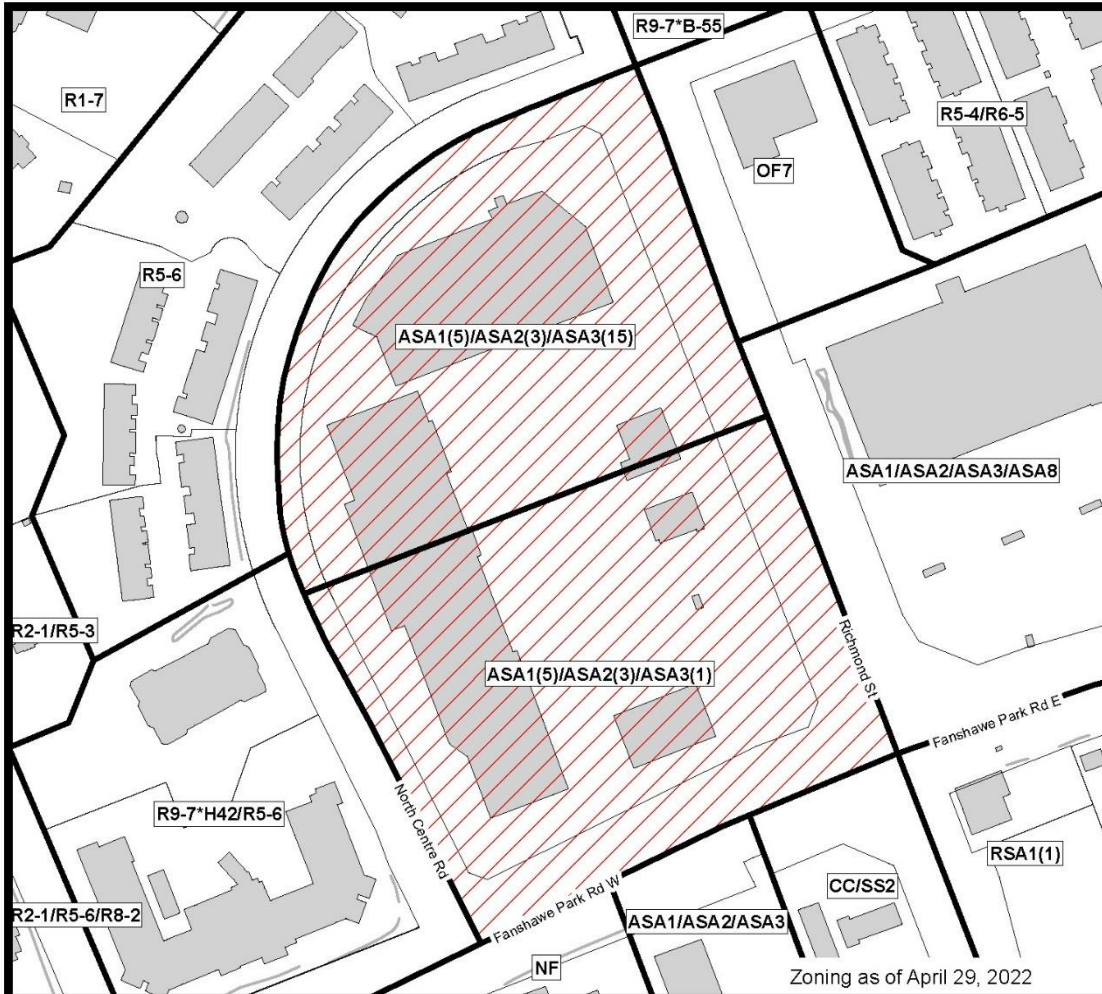 R9-7*B-55
R1-7
R5-4/R6-5
OF7
R5-6
ASA1(5)/ASA2(3)/ASA3(15)
ASA1/ASA2/ASA3/ASA8
R2-1/R5-3
Richmond St
ASA1(5)/ASA2(3)/ASA3(1)
Fanshawe Park Rd E
North Centre Rd
R9-7*H42/R5-6
RSA1(1)
CC/SS2
R2-1/R5-6/R8-2
Fanshawe Park Rd W
ASA1/ASA2/ASA3
NF
Zoning as of April 29, 2022